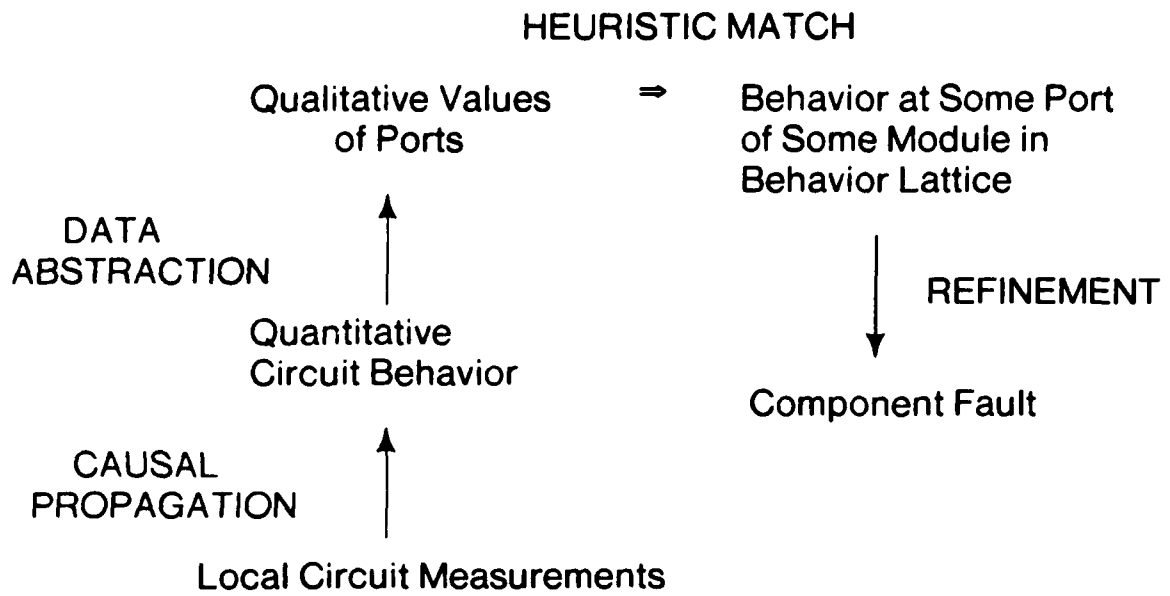 HEURISTIC MATCH
Qualitative Values
of Ports
⇒
Behavior at Some Port
of Some Module in
Behavior Lattice
DATA
ABSTRACTION
REFINEMENT
Quantitative
Circuit Behavior
Component Fault
CAUSAL
PROPAGATION
Local Circuit Measurements